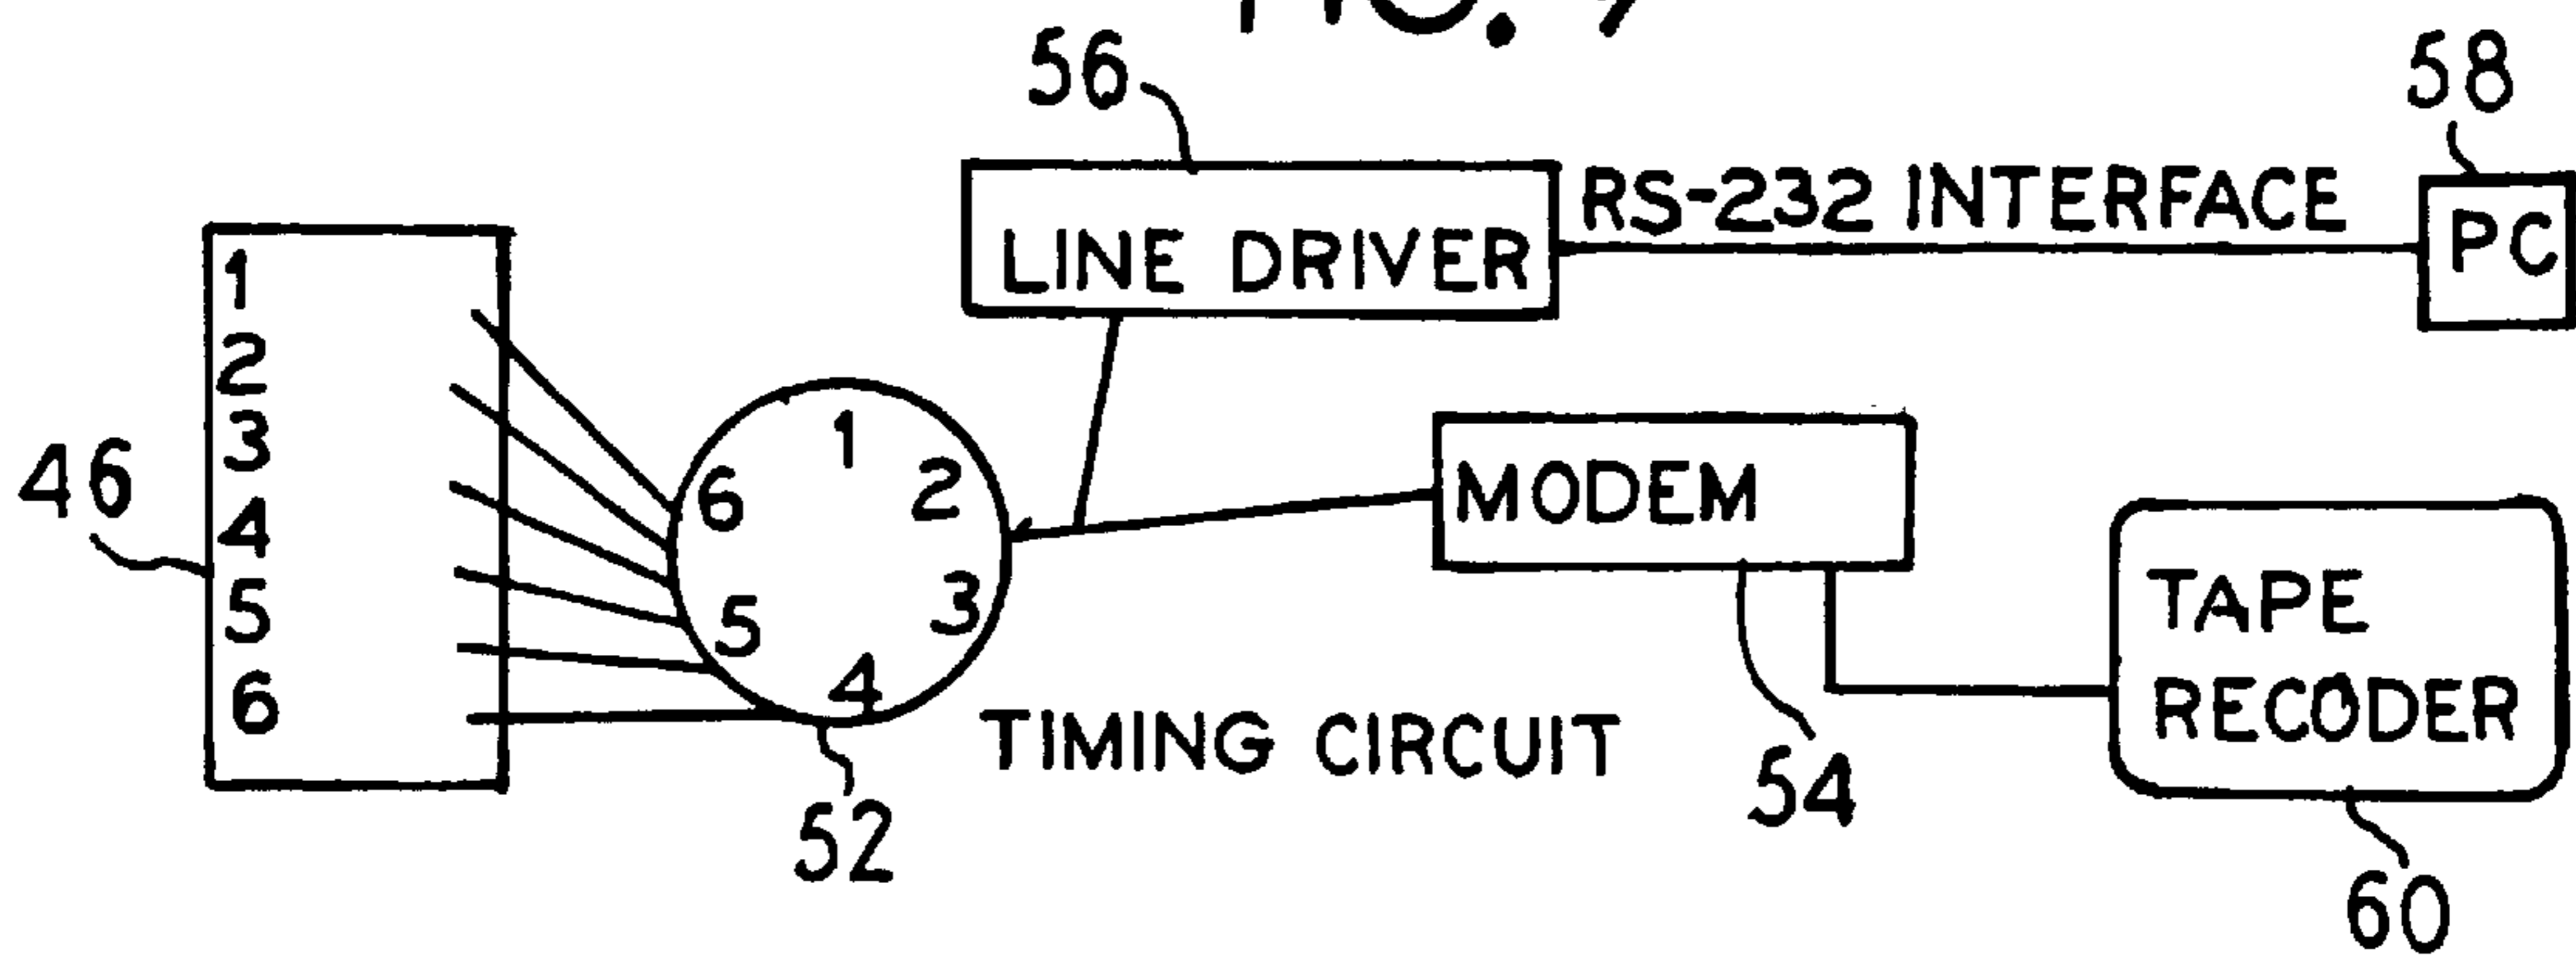 56
58
RS-232 INTERFACE
LINE DRIVER
PC
1
2
3
4
5
6
46
1
2
3
4
5
6
MODEM
TAPE
RECODER
TIMING CIRCUIT
52
54
60